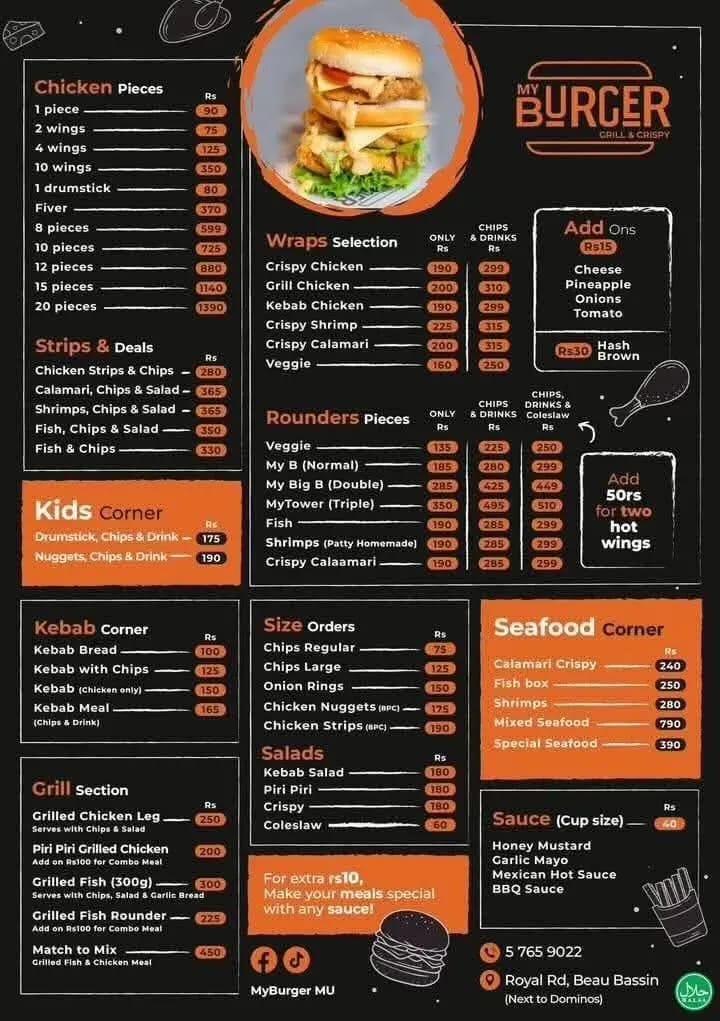 Chicken Pieces
Rs
1 piece 90
2 wings 75
4 wings 125
10 wings 350
1 drumstick 80
Fiver 370
8 pieces 599
10 pieces 725
12 pieces 880
15 pieces 1140
20 pieces 1390
Strips & Deals
Rs
Chicken Strips & Chips 280
Calamari, Chips & Salad 365
Shrimps, Chips & Salad 365
Fish, Chips & Salad 350
Fish & Chips 330
Kids Corner
Rs
Drumstick, Chips & Drink 175
Nuggets, Chips & Drink 190
MY
BURGER
GRILL & CRISPY
Wraps Selection
ONLY
Rs
CHIPS
& DRINKS
Rs
Crispy Chicken 190 299
Grill Chicken 200 310
Kebab Chicken 190 299
Crispy Shrimp 225 315
Crispy Calamari 200 315
Veggie 160 250
Add Ons
Rs15
Cheese
Pineapple
Onions
Tomato
Rs30 Hash
Brown
Rounders Pieces
ONLY
Rs
CHIPS
& DRINKS
Rs
CHIPS,
DRINKS &
Coleslaw
Rs
Veggie 135 225 250
My B (Normal) 185 280 299
My Big B (Double) 285 425 449
MyTower (Triple) 350 495 510
Fish 190 285 299
Shrimps (Patty Homemade) 190 285 299
Crispy Calaamari 190 285 299
Add
50rs
for two
hot
wings
Kebab Corner
Rs
Kebab Bread 100
Kebab with Chips 125
Kebab (Chicken only) 150
Kebab Meal 165
(Chips & Drink)
Grill Section
Rs
Grilled Chicken Leg 250
Serves with Chips & Salad
Piri Piri Grilled Chicken 200
Add on Rs100 for Combo Meal
Grilled Fish (300g) 300
Serves with Chips, Salad & Garlic Bread
Grilled Fish Rounder 225
Add on Rs100 for Combo Meal
Match to Mix 450
Grilled Fish & Chicken Meal
Size Orders
Rs
Chips Regular 75
Chips Large 125
Onion Rings 150
Chicken Nuggets (8PC) 175
Chicken Strips (8PC) 190
Salads
Rs
Kebab Salad 180
Piri Piri 180
Crispy 180
Coleslaw 60
For extra rs10,
Make your meals special
with any sauce!
MyBurger MU
Seafood Corner
Rs
Calamari Crispy 240
Fish box 250
Shrimps 280
Mixed Seafood 790
Special Seafood 390
Sauce (Cup size) 40
Rs
Honey Mustard
Garlic Mayo
Mexican Hot Sauce
BBQ Sauce
5 765 9022
Royal Rd, Beau Bassin
(Next to Dominos)
حلال
HALAL